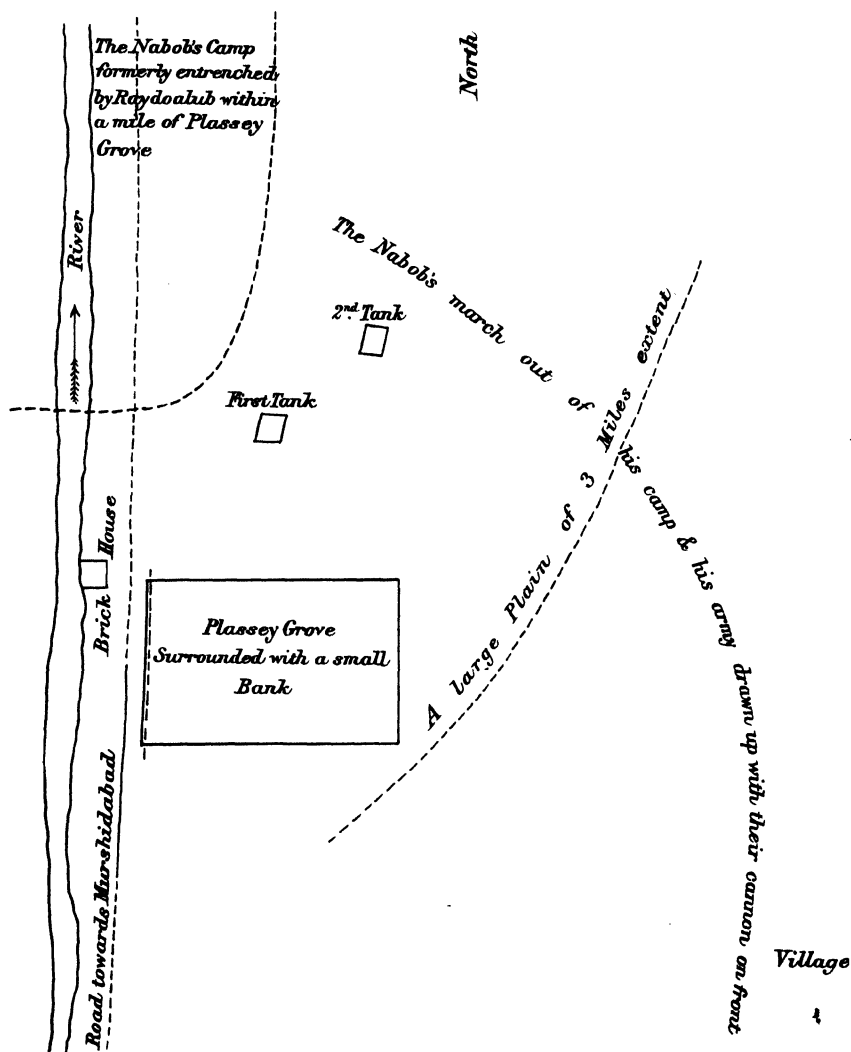 The Nabob's Camp
formerly entrenched
by Roydoalub within
a mile of Plassey
Grove
North
River
The Nabob's march out of his camp & his army drawn up with their cannon on front
2nd. Tank
First Tank
A large Plain of 3 Miles extent
Brick House
Plassey Grove
Surrounded with a small
Bank
Road towards Murshidabad
Village